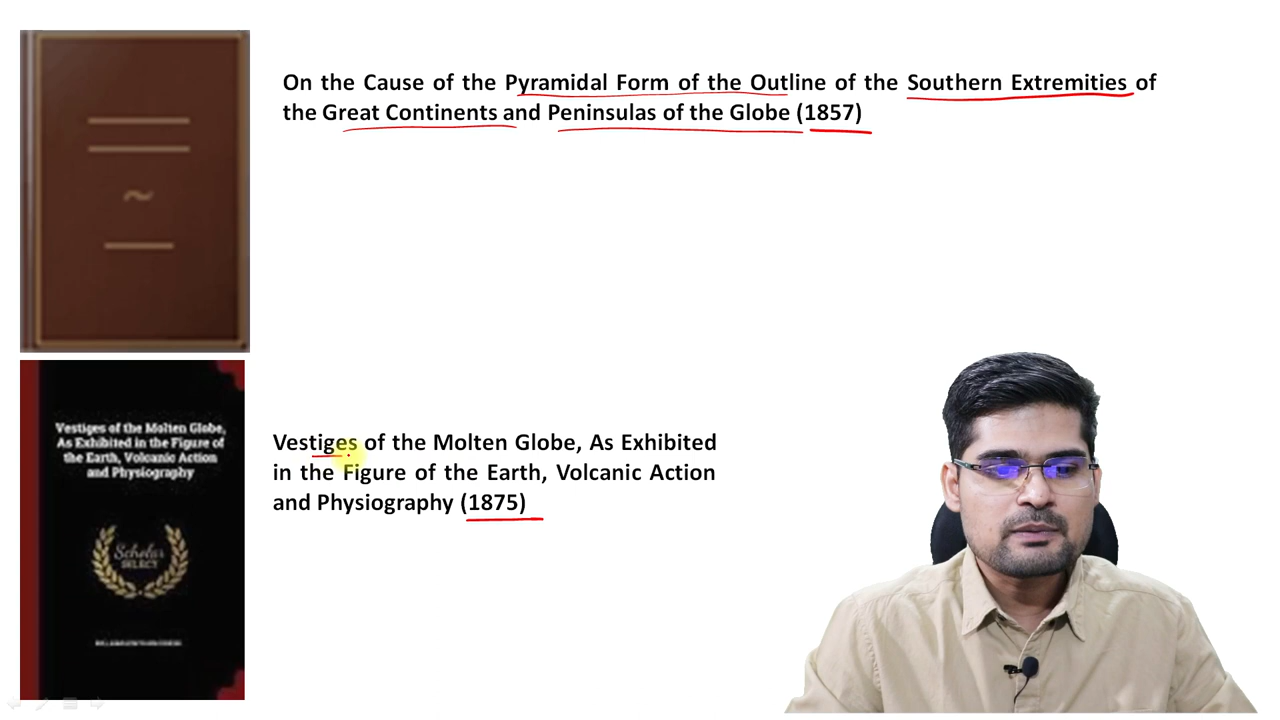 On the Cause of the Pyramidal Form of the Outline of the Southern Extremities of
the Great Continents and Peninsulas of the Globe (1857)
Vestiges of the Molten Globe,
As Exhibited in the Figure of
the Earth, Volcanic Action
and Physiography
Scholar
SELECT
Vestiges of the Molten Globe, As Exhibited
in the Figure of the Earth, Volcanic Action
and Physiography (1875)